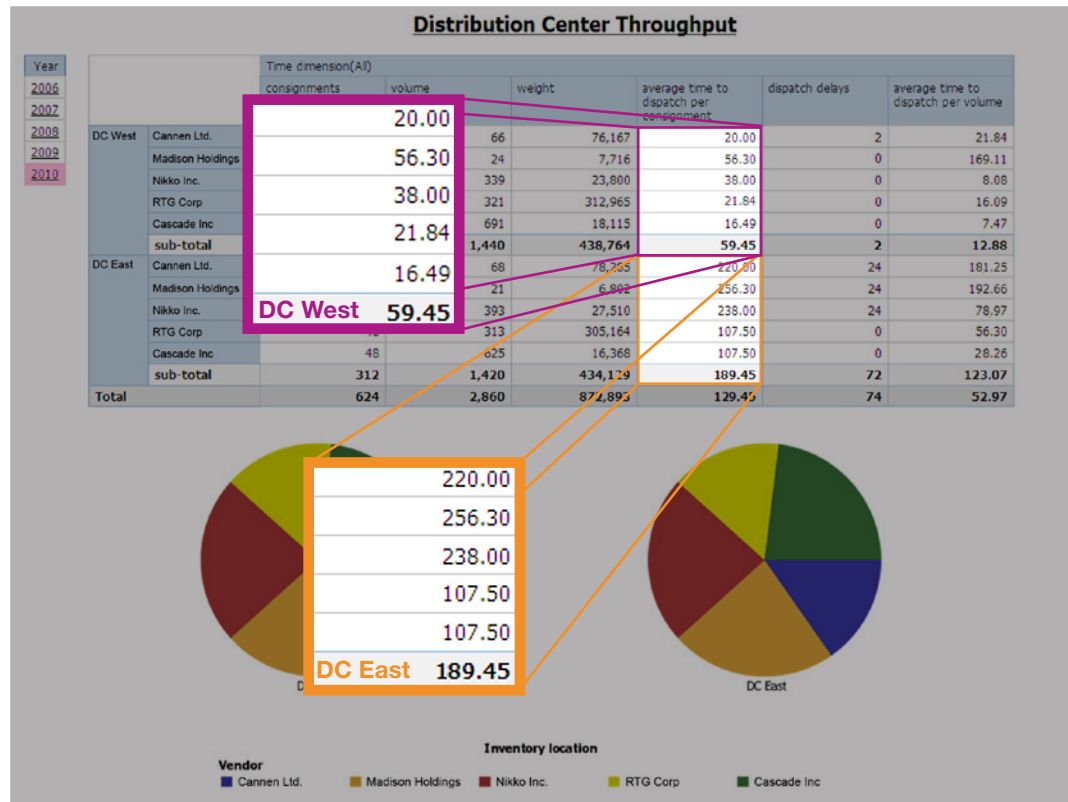 Distribution Center Throughput
Year
2006
2007
2008
2009
2010
Time dimension(All)
consignments volume weight average time to dispatch per consignment dispatch delays average time to dispatch per volume
DC West Cannen Ltd. 66 76,167 20.00 2 21.84
Madison Holdings 24 7,716 56.30 0 169.11
Nikko Inc. 339 23,800 38.00 0 8.08
RTG Corp 321 312,965 21.84 0 16.09
Cascade Inc 691 18,115 16.49 0 7.47
sub-total 1,440 438,764 59.45 2 12.88
DC East Cannen Ltd. 68 220.00 24 181.25
Madison Holdings 21 256.30 24 192.66
Nikko Inc. 393 27,510 238.00 24 78.97
RTG Corp 313 305,164 107.50 0 56.30
Cascade Inc 48 625 16,368 107.50 0 28.26
sub-total 312 1,420 434,129 189.45 72 123.07
Total 624 2,860 872,893 129.45 74 52.97
20.00
56.30
38.00
21.84
16.49
DC West 59.45
220.00
256.30
238.00
107.50
107.50
DC East 189.45
DC East
Inventory location
Vendor
Cannen Ltd. Madison Holdings Nikko Inc. RTG Corp Cascade Inc